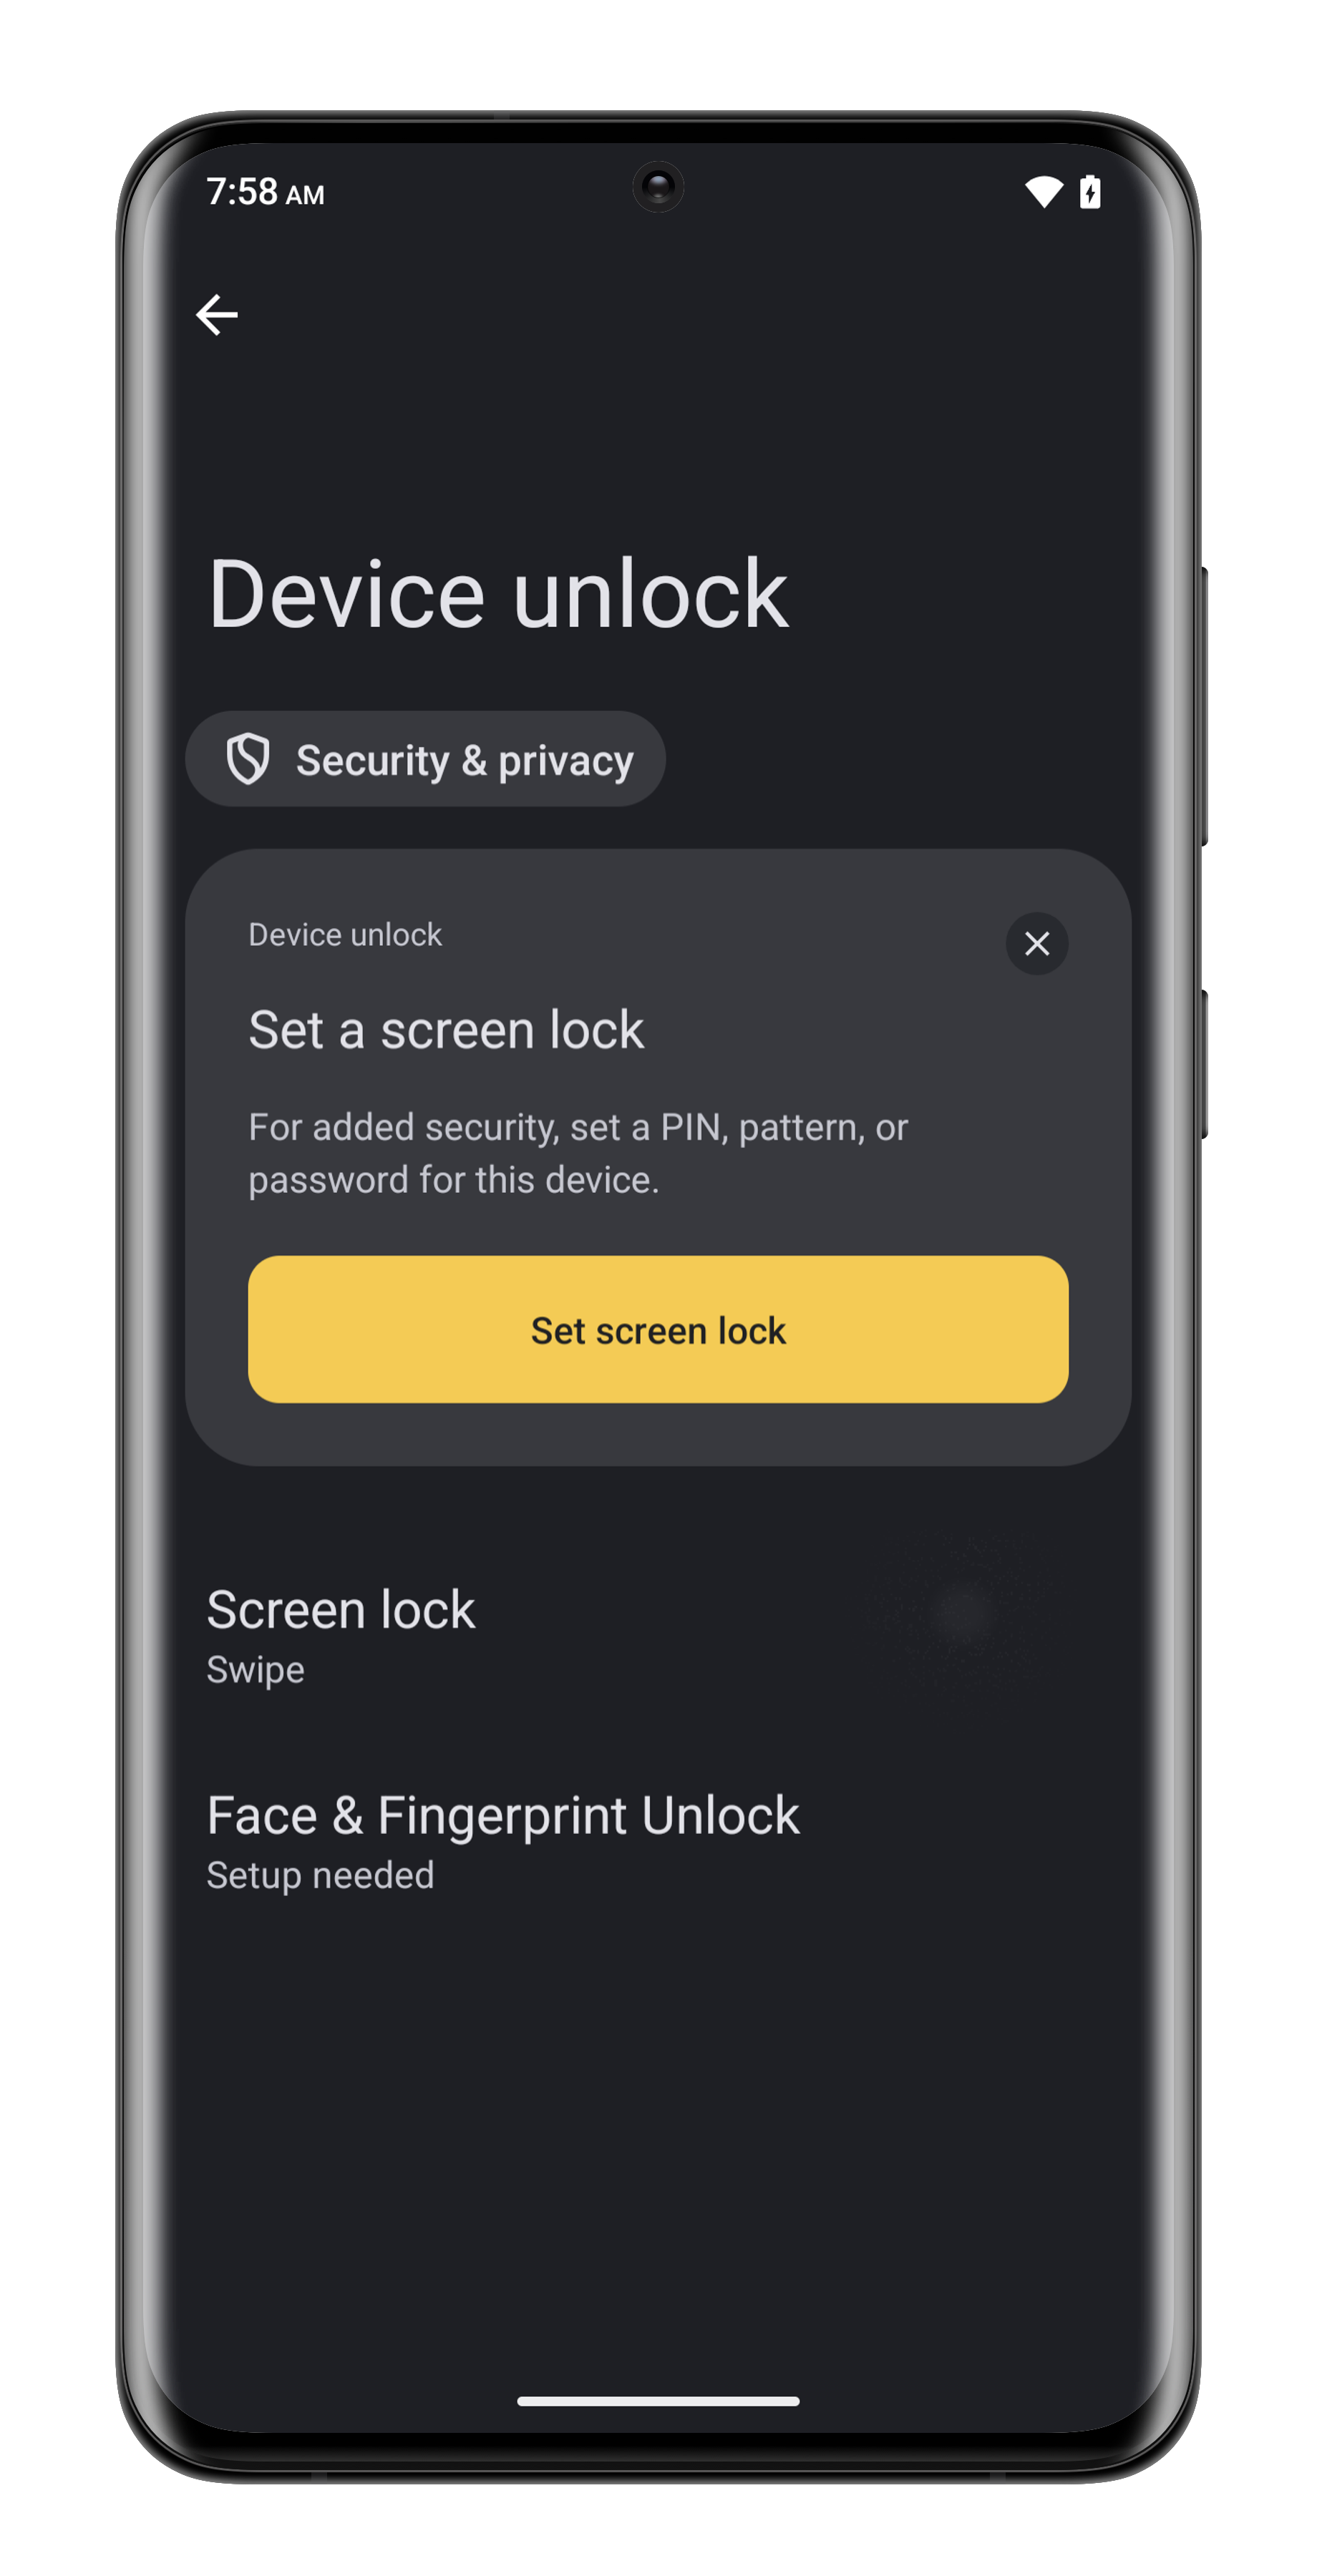 7:58 AM
Device unlock
Security & privacy
Device unlock
Set a screen lock
For added security, set a PIN, pattern, or
password for this device.
Set screen lock
Screen lock
Swipe
Face & Fingerprint Unlock
Setup needed